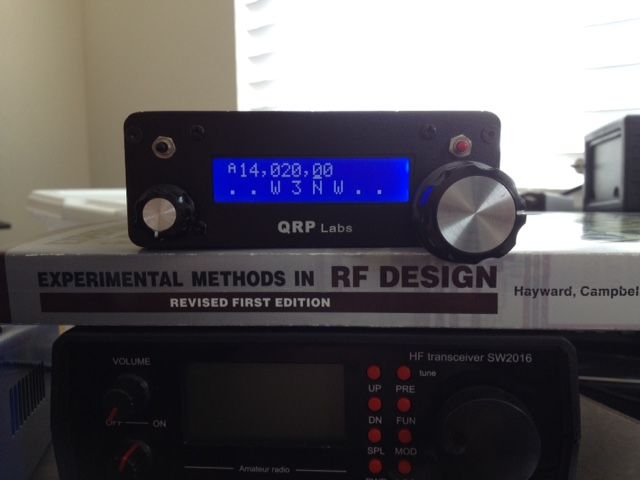 A14,020,00
. . W 3 N W . .
QRP Labs
EXPERIMENTAL METHODS IN RF DESIGN
REVISED FIRST EDITION
Hayward, Campbel
HF transceiver SW2016
VOLUME
tune
UP PRE
DN FUN
OFF ON
SPL MOD
Amateur radio